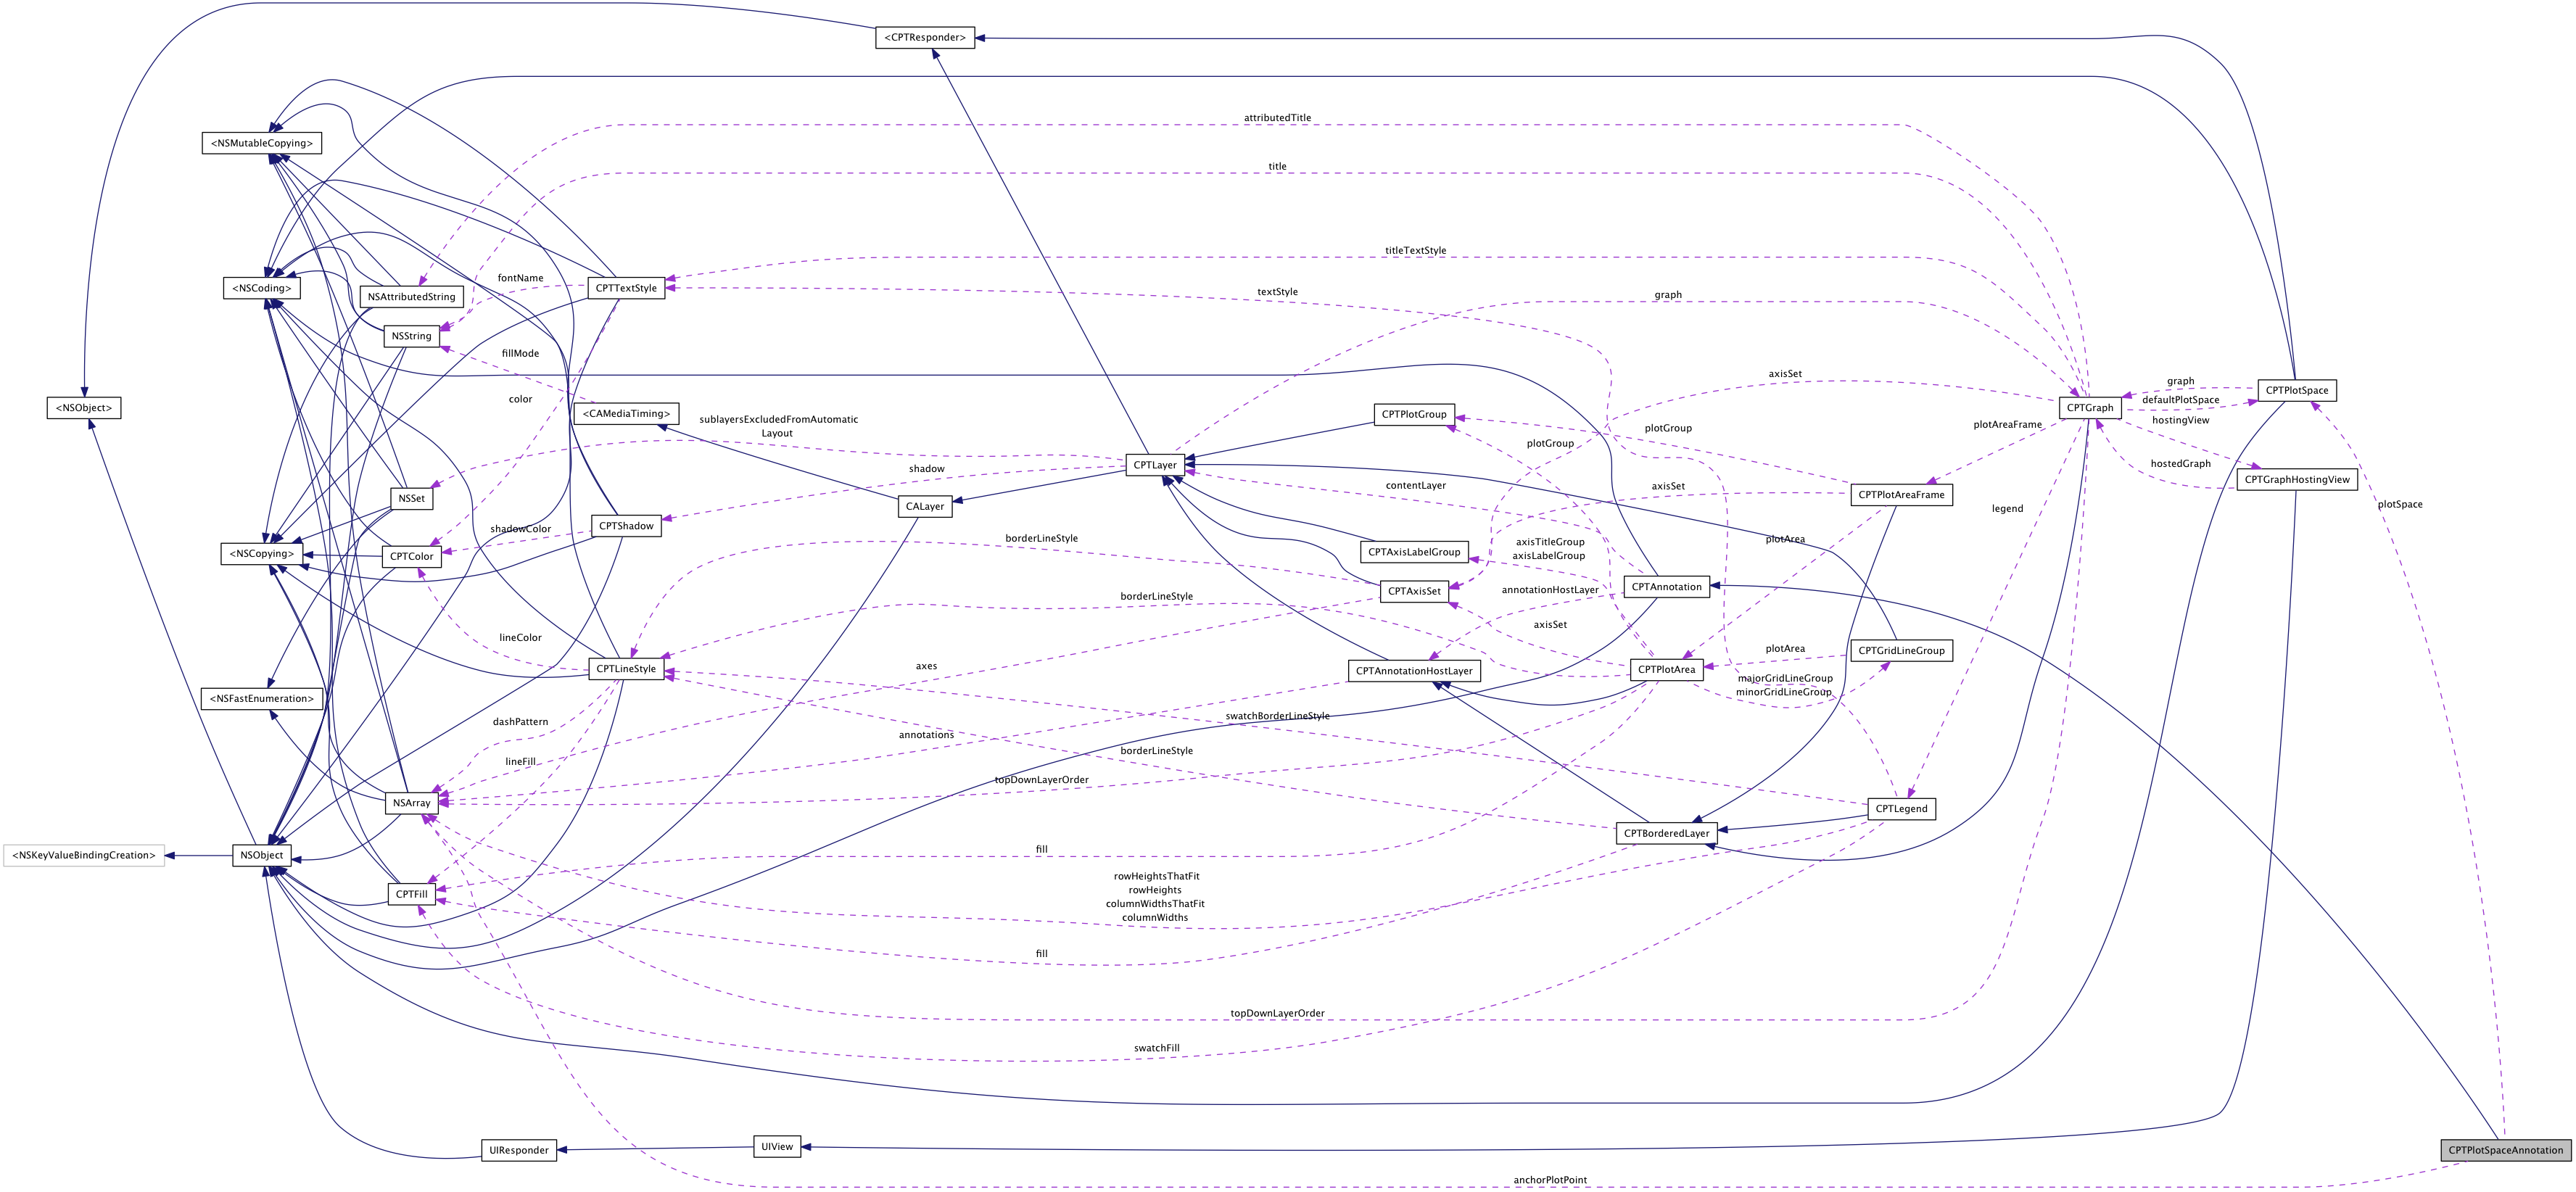 <CPTResponder>
attributedTitle
<NSMutableCopying>
title
titleTextStyle
fontName
<NSCoding>
CPTTextStyle
textStyle
NSAttributedString
graph
NSString
fillMode
axisSet
graph
CPTPlotSpace
defaultPlotSpace
color
<NSObject>
<CAMediaTiming>
CPTPlotGroup
CPTGraph
sublayersExcludedFromAutomatic
Layout
hostingView
plotAreaFrame
plotGroup
plotGroup
CPTLayer
hostedGraph
shadow
CPTGraphHostingView
contentLayer
axisSet
CPTPlotAreaFrame
NSSet
CALayer
plotSpace
legend
CPTShadow
shadowColor
borderLineStyle
axisTitleGroup
axisLabelGroup
plotArea
<NSCopying>
CPTColor
CPTAxisLabelGroup
CPTAnnotation
CPTAxisSet
annotationHostLayer
borderLineStyle
axisSet
lineColor
plotArea
CPTGridLineGroup
axes
CPTLineStyle
CPTAnnotationHostLayer
CPTPlotArea
majorGridLineGroup
minorGridLineGroup
<NSFastEnumeration>
dashPattern
swatchBorderLineStyle
annotations
borderLineStyle
lineFill
topDownLayerOrder
NSArray
CPTLegend
CPTBorderedLayer
fill
<NSKeyValueBindingCreation>
NSObject
rowHeightsThatFit
rowHeights
columnWidthsThatFit
columnWidths
CPTFill
fill
topDownLayerOrder
swatchFill
UIResponder
UIView
CPTPlotSpaceAnnotation
anchorPlotPoint